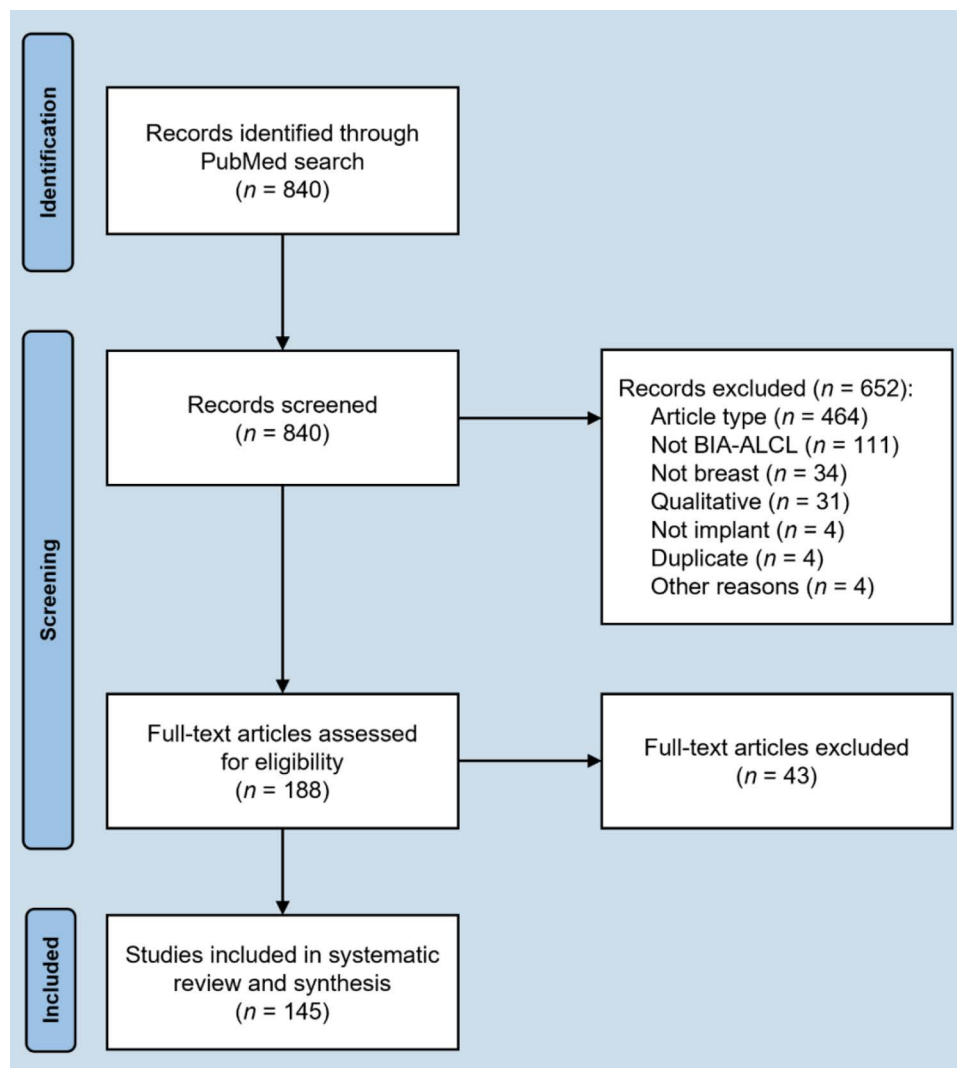 Identification
Records identified through
PubMed search
(n = 840)
Screening
Records screened
(n = 840)
Records excluded (n = 652):
Article type (n = 464)
Not BIA-ALCL (n = 111)
Not breast (n = 34)
Qualitative (n = 31)
Not implant (n = 4)
Duplicate (n = 4)
Other reasons (n = 4)
Full-text articles assessed
for eligibility
(n = 188)
Full-text articles excluded
(n = 43)
Included
Studies included in systematic
review and synthesis
(n = 145)